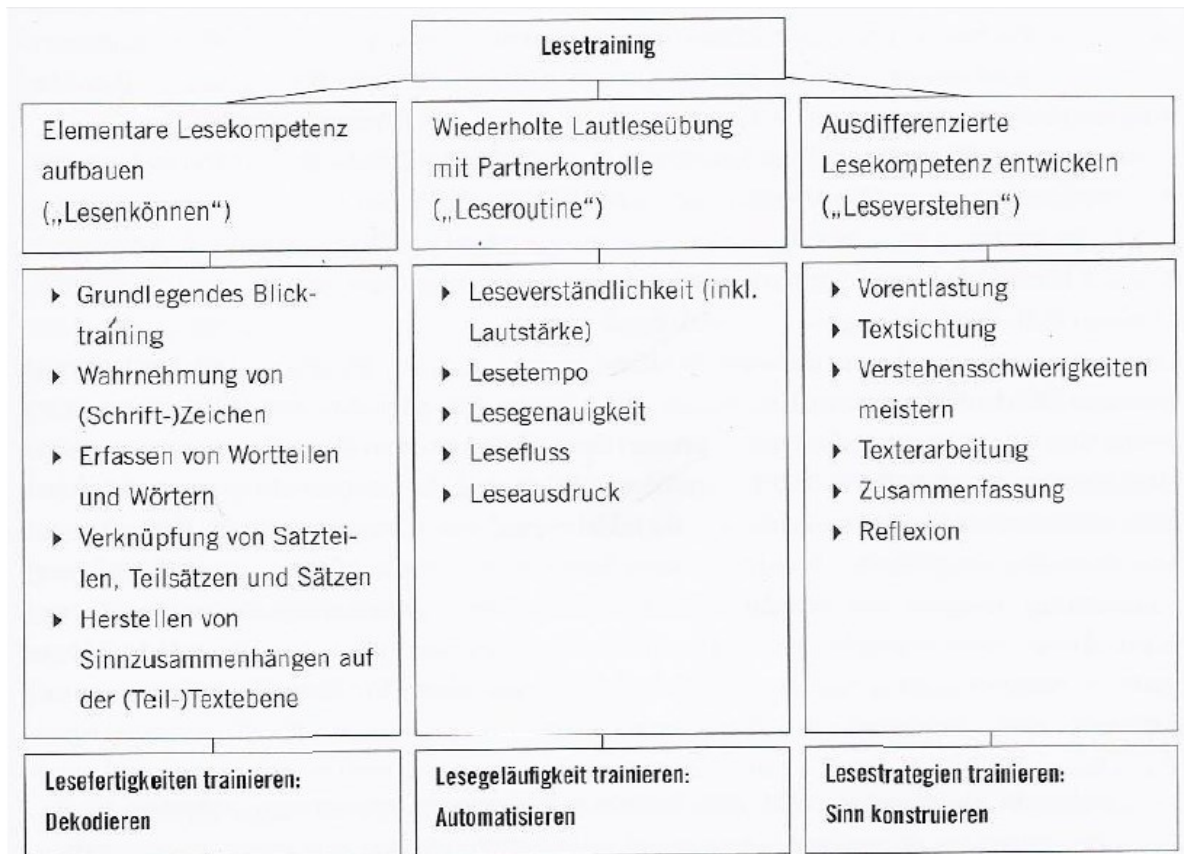 Lesetraining
Elementare Lesekompetenz
aufbauen
(„Lesenkönnen“)
Wiederholte Lautleseübung
mit Partnerkontrolle
(„Leseroutine“)
Ausdifferenzierte
Lesekompetenz entwickeln
(„Leseverstehen“)
▸ Grundlegendes Blick-
training
▸ Wahrnehmung von
(Schrift-)Zeichen
▸ Erfassen von Wortteilen
und Wörtern
▸ Verknüpfung von Satztei-
len, Teilsätzen und Sätzen
▸ Herstellen von
Sinnzusammenhängen auf
der (Teil-)Textebene
▸ Leseverständlichkeit (inkl.
Lautstärke)
▸ Lesetempo
▸ Lesegenauigkeit
▸ Lesefluss
▸ Leseausdruck
▸ Vorentlastung
▸ Textsichtung
▸ Verstehensschwierigkeiten
meistern
▸ Texterarbeitung
▸ Zusammenfassung
▸ Reflexion
Lesefertigkeiten trainieren:
Dekodieren
Lesegeläufigkeit trainieren:
Automatisieren
Lesestrategien trainieren:
Sinn konstruieren